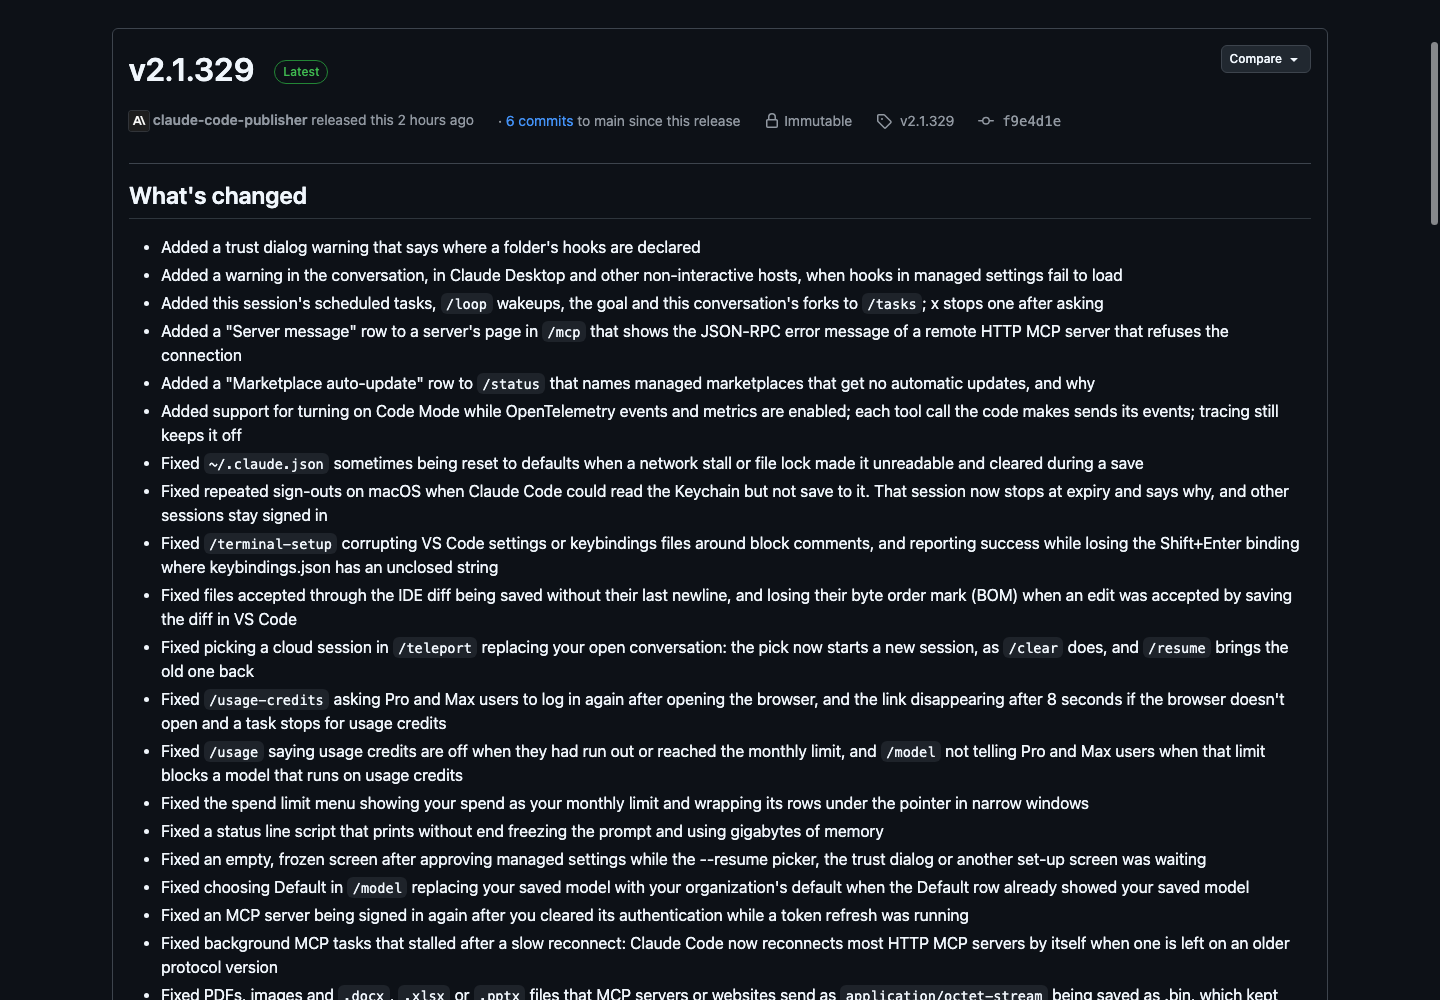 v2.1.329 Latest
Compare
claude-code-publisher released this 2 hours ago · 6 commits to main since this release Immutable v2.1.329 f9e4d1e
What's changed
• Added a trust dialog warning that says where a folder's hooks are declared
• Added a warning in the conversation, in Claude Desktop and other non-interactive hosts, when hooks in managed settings fail to load
• Added this session's scheduled tasks, /loop wakeups, the goal and this conversation's forks to /tasks; x stops one after asking
• Added a "Server message" row to a server's page in /mcp that shows the JSON-RPC error message of a remote HTTP MCP server that refuses the
connection
• Added a "Marketplace auto-update" row to /status that names managed marketplaces that get no automatic updates, and why
• Added support for turning on Code Mode while OpenTelemetry events and metrics are enabled; each tool call the code makes sends its events; tracing still
keeps it off
• Fixed ~/.claude.json sometimes being reset to defaults when a network stall or file lock made it unreadable and cleared during a save
• Fixed repeated sign-outs on macOS when Claude Code could read the Keychain but not save to it. That session now stops at expiry and says why, and other
sessions stay signed in
• Fixed /terminal-setup corrupting VS Code settings or keybindings files around block comments, and reporting success while losing the Shift+Enter binding
where keybindings.json has an unclosed string
• Fixed files accepted through the IDE diff being saved without their last newline, and losing their byte order mark (BOM) when an edit was accepted by saving
the diff in VS Code
• Fixed picking a cloud session in /teleport replacing your open conversation: the pick now starts a new session, as /clear does, and /resume brings the
old one back
• Fixed /usage-credits asking Pro and Max users to log in again after opening the browser, and the link disappearing after 8 seconds if the browser doesn't
open and a task stops for usage credits
• Fixed /usage saying usage credits are off when they had run out or reached the monthly limit, and /model not telling Pro and Max users when that limit
blocks a model that runs on usage credits
• Fixed the spend limit menu showing your spend as your monthly limit and wrapping its rows under the pointer in narrow windows
• Fixed a status line script that prints without end freezing the prompt and using gigabytes of memory
• Fixed an empty, frozen screen after approving managed settings while the --resume picker, the trust dialog or another set-up screen was waiting
• Fixed choosing Default in /model replacing your saved model with your organization's default when the Default row already showed your saved model
• Fixed an MCP server being signed in again after you cleared its authentication while a token refresh was running
• Fixed background MCP tasks that stalled after a slow reconnect: Claude Code now reconnects most HTTP MCP servers by itself when one is left on an older
protocol version
• Fixed PDFs, images and .docx, .xlsx or .pptx files that MCP servers or websites send as application/octet-stream being saved as .bin, which kept